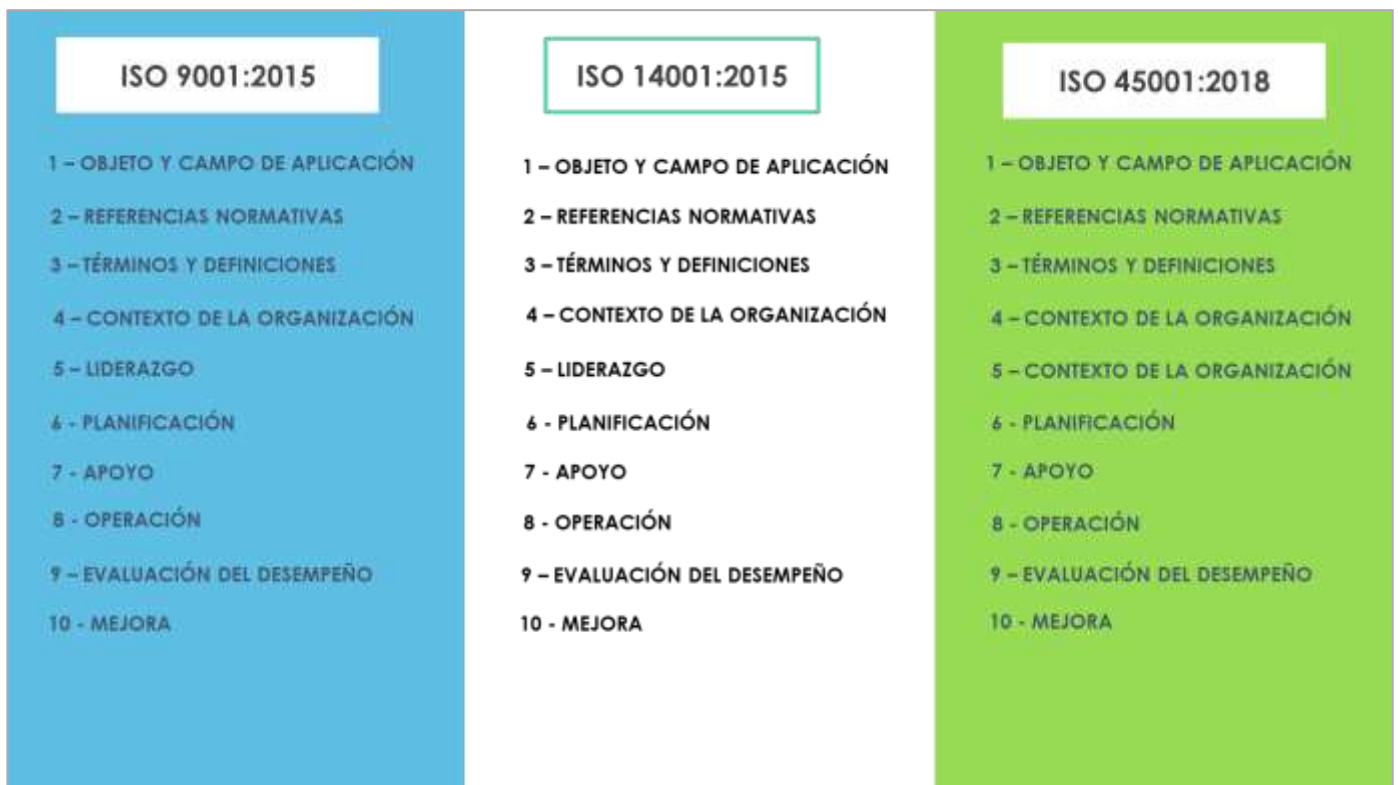 ISO 9001:2015
1 – OBJETO Y CAMPO DE APLICACIÓN
2 – REFERENCIAS NORMATIVAS
3 – TÉRMINOS Y DEFINICIONES
4 – CONTEXTO DE LA ORGANIZACIÓN
5 – LIDERAZGO
6 - PLANIFICACIÓN
7 - APOYO
8 - OPERACIÓN
9 – EVALUACIÓN DEL DESEMPEÑO
10 - MEJORA
ISO 14001:2015
1 – OBJETO Y CAMPO DE APLICACIÓN
2 – REFERENCIAS NORMATIVAS
3 – TÉRMINOS Y DEFINICIONES
4 – CONTEXTO DE LA ORGANIZACIÓN
5 – LIDERAZGO
6 - PLANIFICACIÓN
7 - APOYO
8 - OPERACIÓN
9 – EVALUACIÓN DEL DESEMPEÑO
10 - MEJORA
ISO 45001:2018
1 – OBJETO Y CAMPO DE APLICACIÓN
2 – REFERENCIAS NORMATIVAS
3 – TÉRMINOS Y DEFINICIONES
4 – CONTEXTO DE LA ORGANIZACIÓN
5 – CONTEXTO DE LA ORGANIZACIÓN
6 - PLANIFICACIÓN
7 - APOYO
8 - OPERACIÓN
9 – EVALUACIÓN DEL DESEMPEÑO
10 - MEJORA